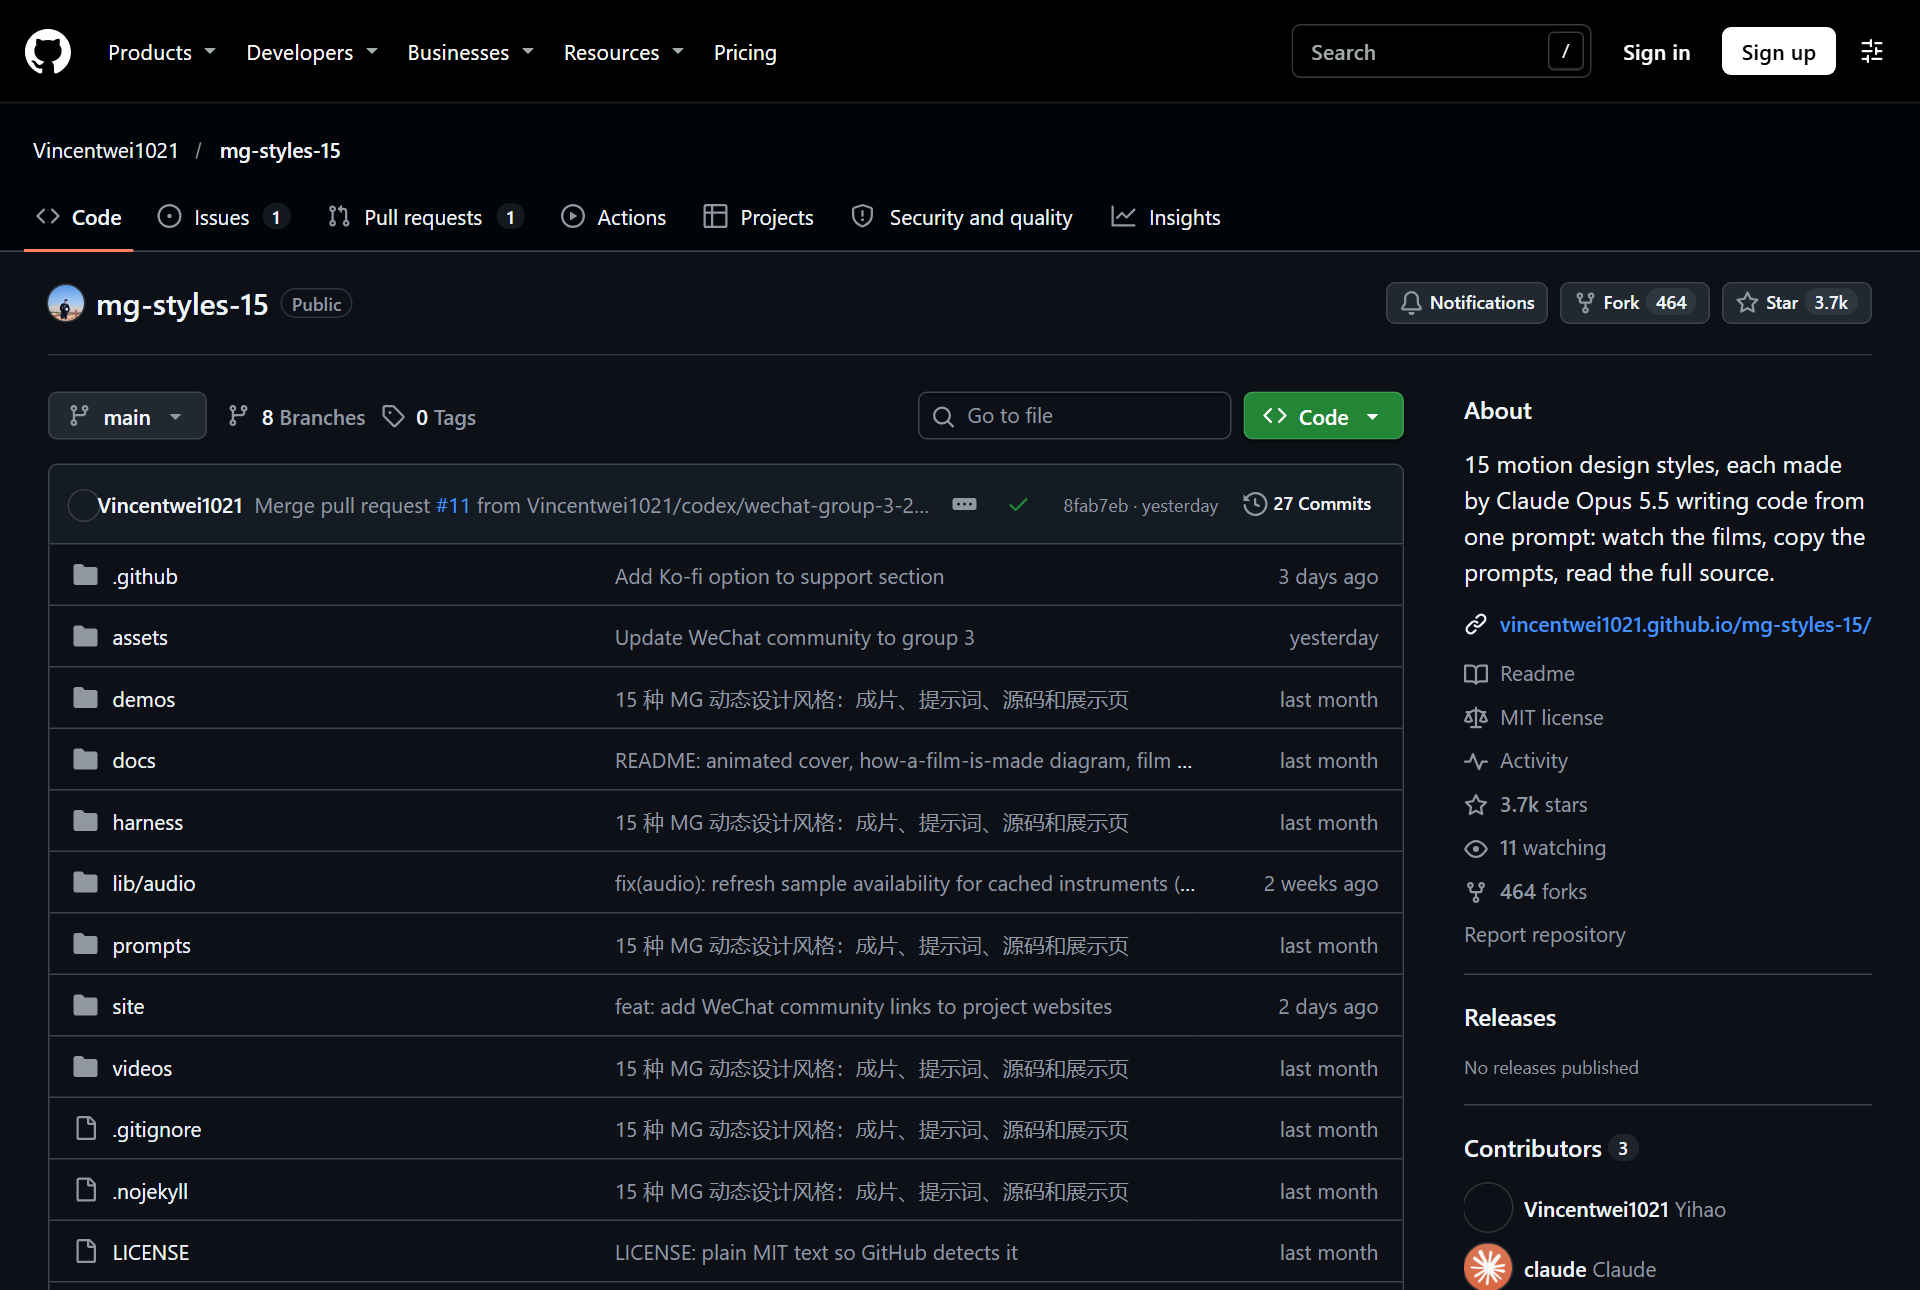 Products Developers Businesses Resources Pricing Search / Sign in Sign up
Vincentwei1021 / mg-styles-15
Code Issues 1 Pull requests 1 Actions Projects Security and quality Insights
mg-styles-15 Public Notifications Fork 464 Star 3.7k
main 8 Branches 0 Tags Go to file Code
Vincentwei1021 Merge pull request #11 from Vincentwei1021/codex/wechat-group-3-2... 8fab7eb · yesterday 27 Commits
.github Add Ko-fi option to support section 3 days ago
assets Update WeChat community to group 3 yesterday
demos 15 种 MG 动态设计风格：成片、提示词、源码和展示页 last month
docs README: animated cover, how-a-film-is-made diagram, film ... last month
harness 15 种 MG 动态设计风格：成片、提示词、源码和展示页 last month
lib/audio fix(audio): refresh sample availability for cached instruments (... 2 weeks ago
prompts 15 种 MG 动态设计风格：成片、提示词、源码和展示页 last month
site feat: add WeChat community links to project websites 2 days ago
videos 15 种 MG 动态设计风格：成片、提示词、源码和展示页 last month
.gitignore 15 种 MG 动态设计风格：成片、提示词、源码和展示页 last month
.nojekyll 15 种 MG 动态设计风格：成片、提示词、源码和展示页 last month
LICENSE LICENSE: plain MIT text so GitHub detects it last month
About
15 motion design styles, each made
by Claude Opus 5.5 writing code from
one prompt: watch the films, copy the
prompts, read the full source.
vincentwei1021.github.io/mg-styles-15/
Readme
MIT license
Activity
3.7k stars
11 watching
464 forks
Report repository
Releases
No releases published
Contributors 3
Vincentwei1021 Yihao
claude Claude